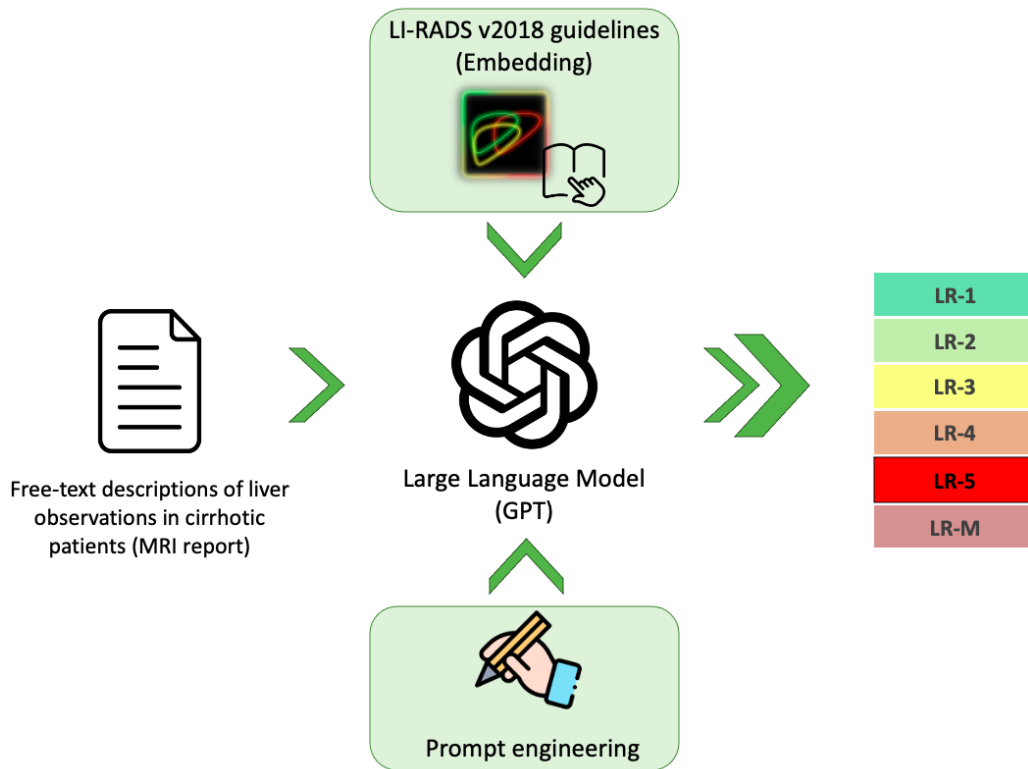 LI-RADS v2018 guidelines
(Embedding)
Free-text descriptions of liver
observations in cirrhotic
patients (MRI report)
Large Language Model
(GPT)
LR-1
LR-2
LR-3
LR-4
LR-5
LR-M
Prompt engineering